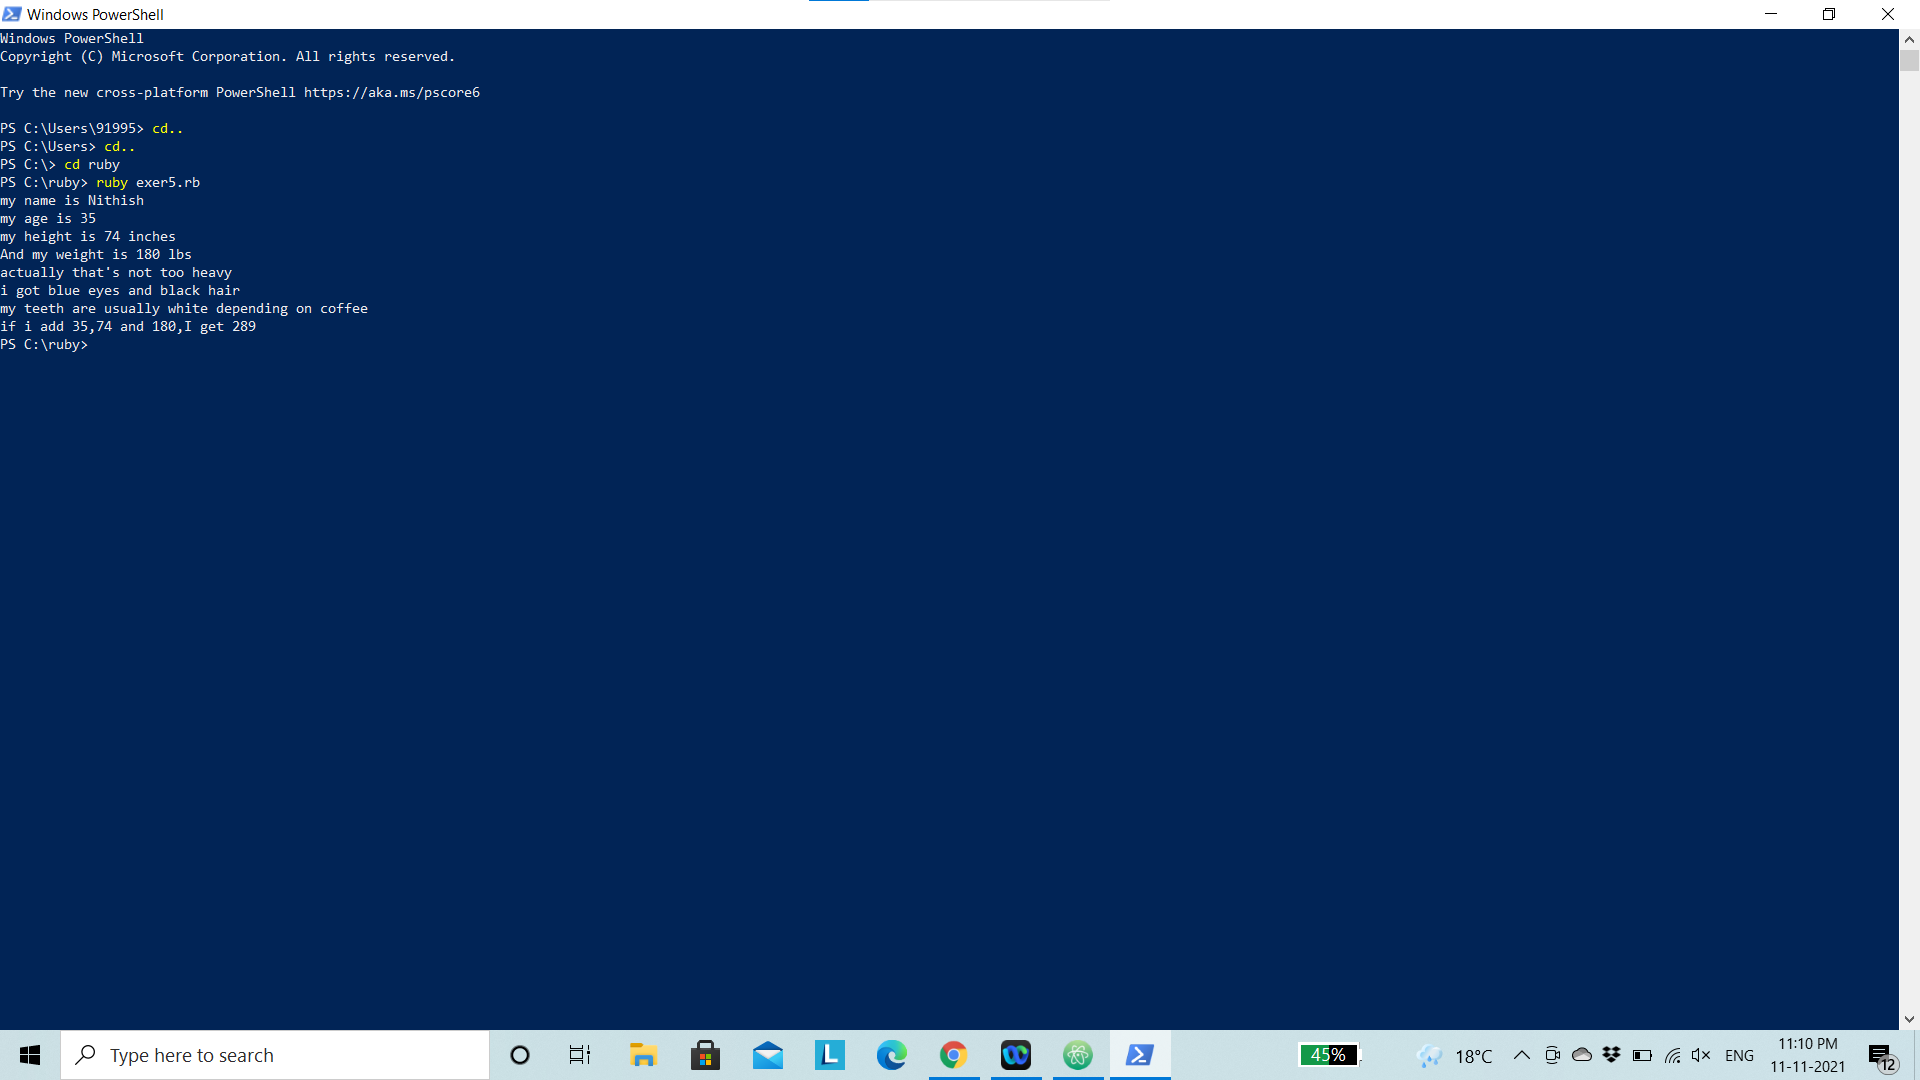 Windows PowerShell
Windows PowerShell
Copyright (C) Microsoft Corporation. All rights reserved.
Try the new cross-platform PowerShell https://aka.ms/pscore6
PS C:\Users\91995> cd..
PS C:\Users> cd..
PS C:\> cd ruby
PS C:\ruby> ruby exer5.rb
my name is Nithish
my age is 35
my height is 74 inches
And my weight is 180 lbs
actually that's not too heavy
i got blue eyes and black hair
my teeth are usually white depending on coffee
if i add 35,74 and 180,I get 289
PS C:\ruby>
Type here to search
L
45%
18°C
ENG
11:10 PM
11-11-2021
12